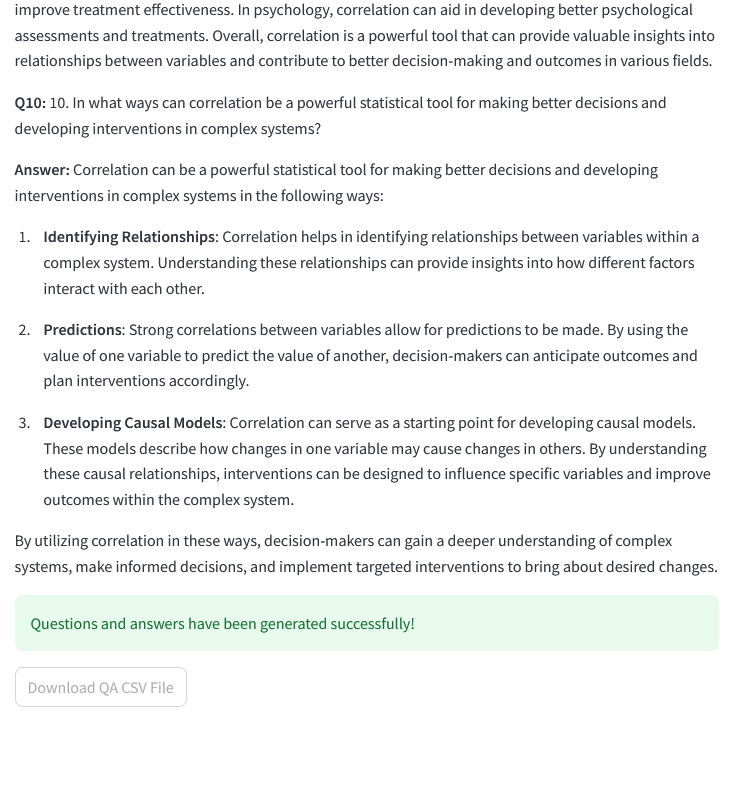 improve treatment effectiveness. In psychology, correlation can aid in developing better psychological
assessments and treatments. Overall, correlation is a powerful tool that can provide valuable insights into
relationships between variables and contribute to better decision-making and outcomes in various fields.
Q10: 10. In what ways can correlation be a powerful statistical tool for making better decisions and
developing interventions in complex systems?
Answer: Correlation can be a powerful statistical tool for making better decisions and developing
interventions in complex systems in the following ways:
1. Identifying Relationships: Correlation helps in identifying relationships between variables within a
complex system. Understanding these relationships can provide insights into how different factors
interact with each other.
2. Predictions: Strong correlations between variables allow for predictions to be made. By using the
value of one variable to predict the value of another, decision-makers can anticipate outcomes and
plan interventions accordingly.
3. Developing Causal Models: Correlation can serve as a starting point for developing causal models.
These models describe how changes in one variable may cause changes in others. By understanding
these causal relationships, interventions can be designed to influence specific variables and improve
outcomes within the complex system.
By utilizing correlation in these ways, decision-makers can gain a deeper understanding of complex
systems, make informed decisions, and implement targeted interventions to bring about desired changes.
Questions and answers have been generated successfully!
Download QA CSV File